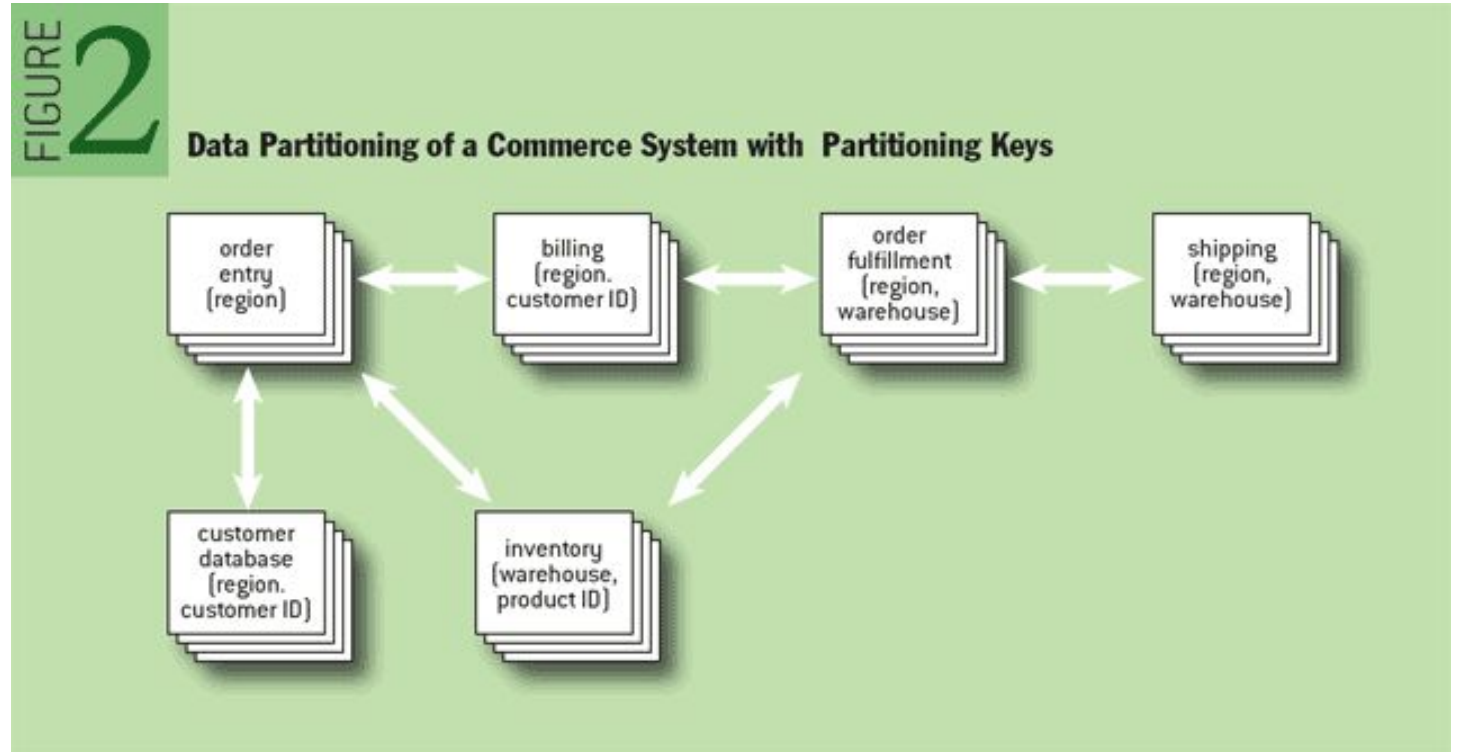 FIGURE
2
Data Partitioning of a Commerce System with Partitioning Keys
order
entry
(region)
billing
(region.
customer ID)
order
fulfillment
(region,
warehouse)
shipping
(region,
warehouse)
customer
database
(region.
customer ID)
inventory
(warehouse,
product ID)